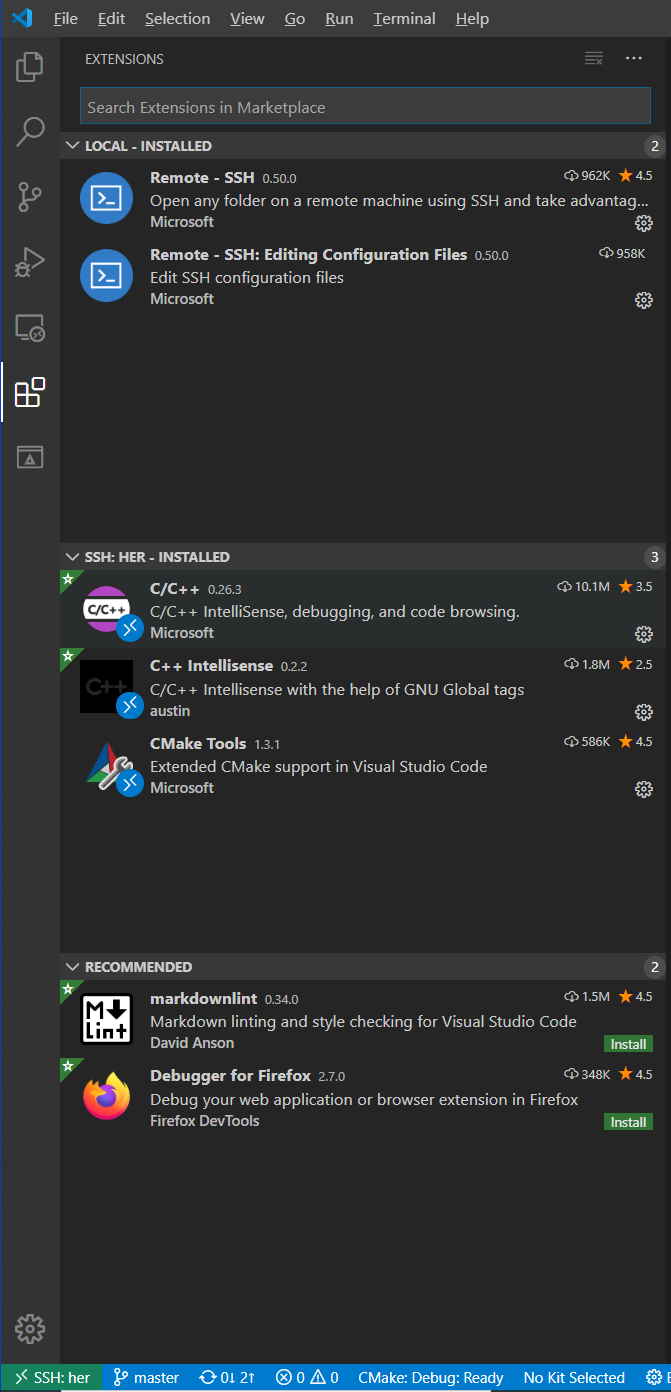 File Edit Selection View Go Run Terminal Help
EXTENSIONS
Search Extensions in Marketplace
LOCAL - INSTALLED 2
Remote - SSH 0.50.0 962K 4.5
Open any folder on a remote machine using SSH and take advantag...
Microsoft
Remote - SSH: Editing Configuration Files 0.50.0 958K
Edit SSH configuration files
Microsoft
SSH: HER - INSTALLED 3
C/C++
C/C++ 0.26.3 10.1M 3.5
C/C++ IntelliSense, debugging, and code browsing.
Microsoft
C++
C++ Intellisense 0.2.2 1.8M 2.5
C/C++ Intellisense with the help of GNU Global tags
austin
CMake Tools 1.3.1 586K 4.5
Extended CMake support in Visual Studio Code
Microsoft
RECOMMENDED 2
M
Lint
markdownlint 0.34.0 1.5M 4.5
Markdown linting and style checking for Visual Studio Code
David Anson Install
Debugger for Firefox 2.7.0 348K 4.5
Debug your web application or browser extension in Firefox
Firefox DevTools Install
SSH: her master 0↓ 2↑ 0 0 CMake: Debug: Ready No Kit Selected